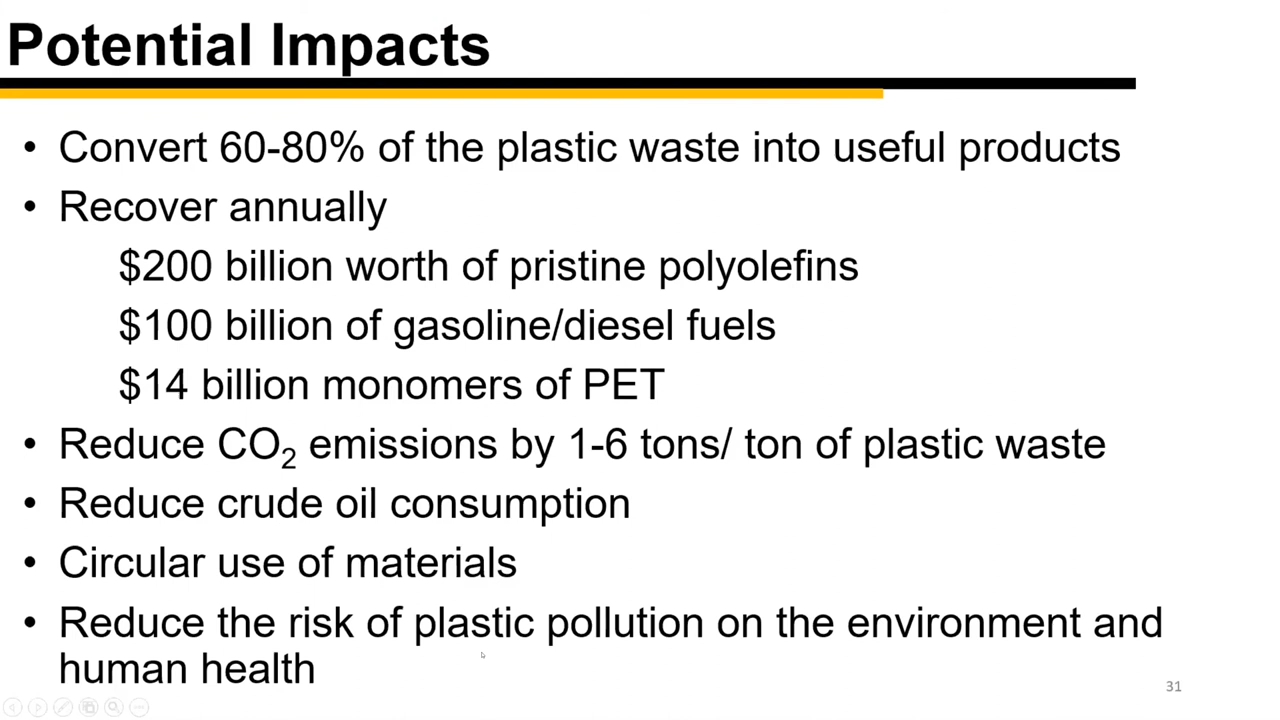 Potential Impacts
• Convert 60-80% of the plastic waste into useful products
• Recover annually
$200 billion worth of pristine polyolefins
$100 billion of gasoline/diesel fuels
$14 billion monomers of PET
• Reduce CO₂ emissions by 1-6 tons/ ton of plastic waste
• Reduce crude oil consumption
• Circular use of materials
• Reduce the risk of plastic pollution on the environment and
human health
31